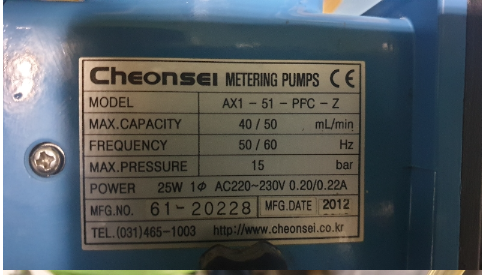 Cheonsei METERING PUMPS CE
MODEL AX1 - 51 - PFC - Z
MAX.CAPACITY 40 / 50 mL/min
FREQUENCY 50 / 60 Hz
MAX.PRESSURE 15 bar
POWER 25W 1Φ AC220~230V 0.20/0.22A
MFG.NO. 61-20228 MFG.DATE 2012
TEL.(031)465-1003 http://www.cheonsei.co.kr